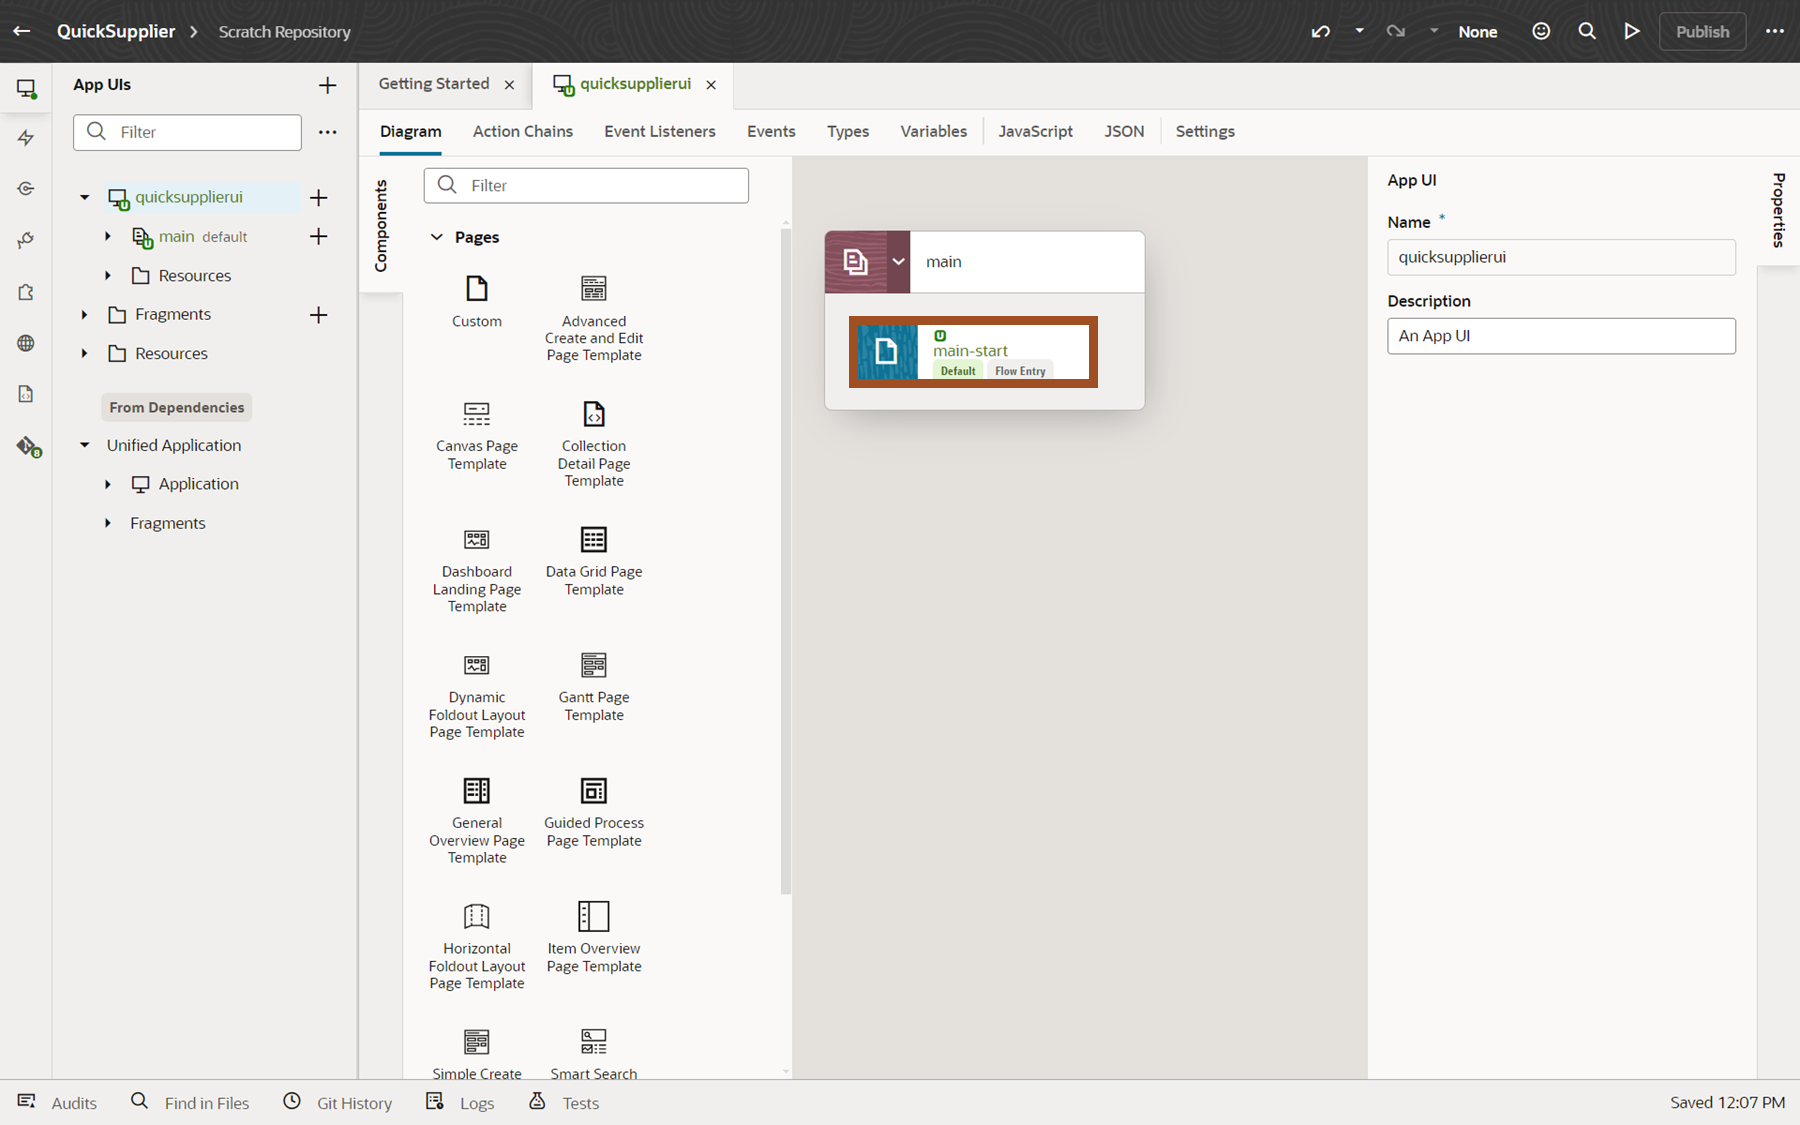 QuickSupplier
Scratch Repository
None
Publish
App UIs
Filter
quicksupplierui
main default
Resources
Fragments
Resources
From Dependencies
Unified Application
Application
Fragments
8
Getting Started
quicksupplierui
Diagram
Action Chains
Event Listeners
Events
Types
Variables
JavaScript
JSON
Settings
Components
Filter
Pages
Custom
Advanced
Create and Edit
Page Template
Canvas Page
Template
Collection
Detail Page
Template
Dashboard
Landing Page
Template
Data Grid Page
Template
Dynamic
Foldout Layout
Page Template
Gantt Page
Template
General
Overview Page
Template
Guided Process
Page Template
Horizontal
Foldout Layout
Page Template
Item Overview
Page Template
Simple Create
Smart Search
main
U
main-start
Default
Flow Entry
App UI
Name *
quicksupplierui
Description
An App UI
Properties
Audits
Find in Files
Git History
Logs
Tests
Saved 12:07 PM